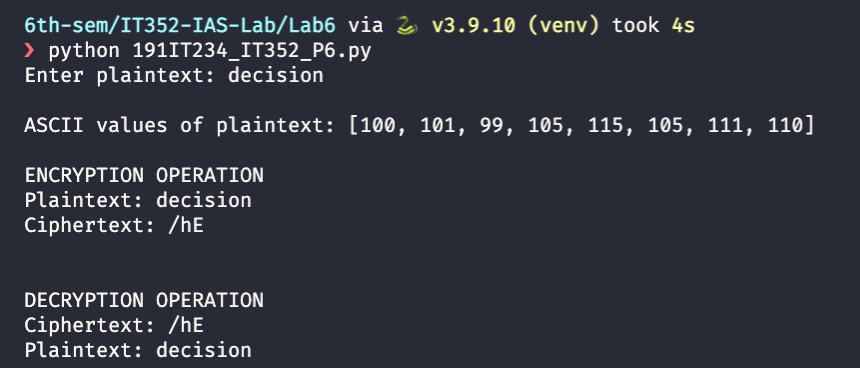 6th-sem/IT352-IAS-Lab/Lab6 via 🐍 v3.9.10 (venv) took 4s
❯ python 191IT234_IT352_P6.py
Enter plaintext: decision
ASCII values of plaintext: [100, 101, 99, 105, 115, 105, 111, 110]
ENCRYPTION OPERATION
Plaintext: decision
Ciphertext: /hE
DECRYPTION OPERATION
Ciphertext: /hE
Plaintext: decision